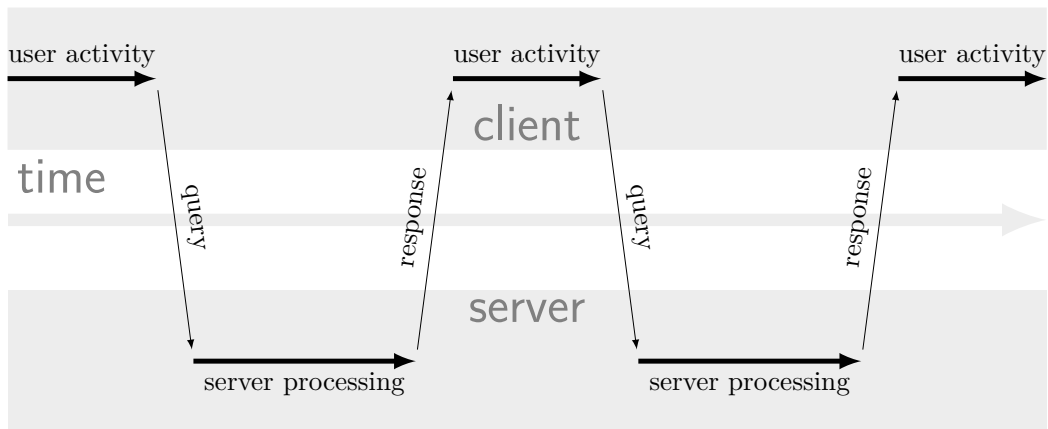 user activity
user activity
user activity
client
time
query
response
query
response
server
server processing
server processing